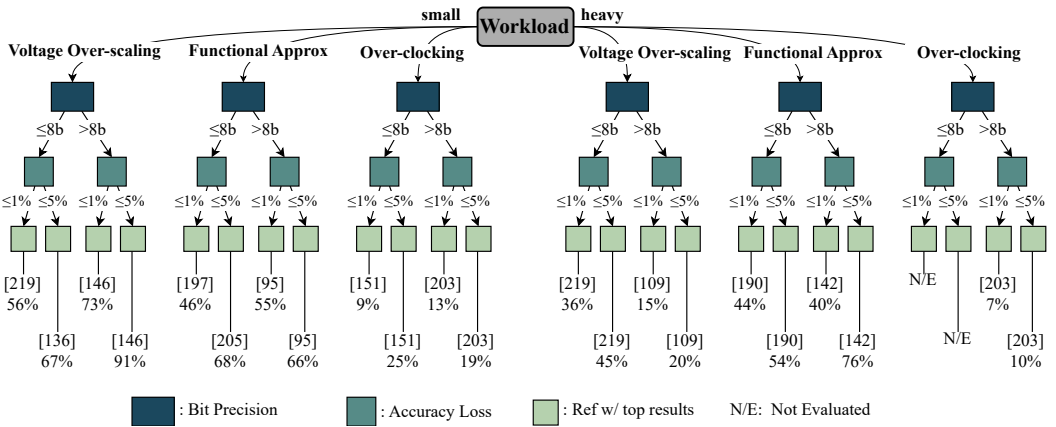 small Workload heavy
Voltage Over-scaling Functional Approx Over-clocking Voltage Over-scaling Functional Approx Over-clocking
≤8b >8b ≤8b >8b ≤8b >8b ≤8b >8b ≤8b >8b ≤8b >8b
≤1% ≤5% ≤1% ≤5% ≤1% ≤5% ≤1% ≤5% ≤1% ≤5% ≤1% ≤5% ≤1% ≤5% ≤1% ≤5% ≤1% ≤5% ≤1% ≤5% ≤1% ≤5% ≤1% ≤5%
[219] [146] [197] [95] [151] [203] [219] [109] [190] [142] N/E [203]
56% 73% 46% 55% 9% 13% 36% 15% 44% 40% 7%
[136] [146] [205] [95] [151] [203] [219] [109] [190] [142] N/E [203]
67% 91% 68% 66% 25% 19% 45% 20% 54% 76% 10%
: Bit Precision : Accuracy Loss : Ref w/ top results N/E: Not Evaluated